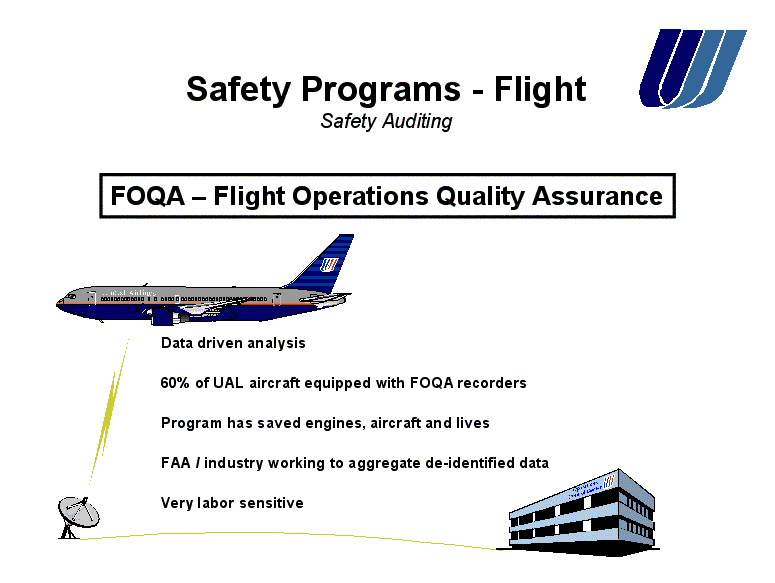 Safety Programs - Flight
Safety Auditing
FOQA – Flight Operations Quality Assurance
United Airlines
Data driven analysis
60% of UAL aircraft equipped with FOQA recorders
Program has saved engines, aircraft and lives
FAA / industry working to aggregate de-identified data
Very labor sensitive